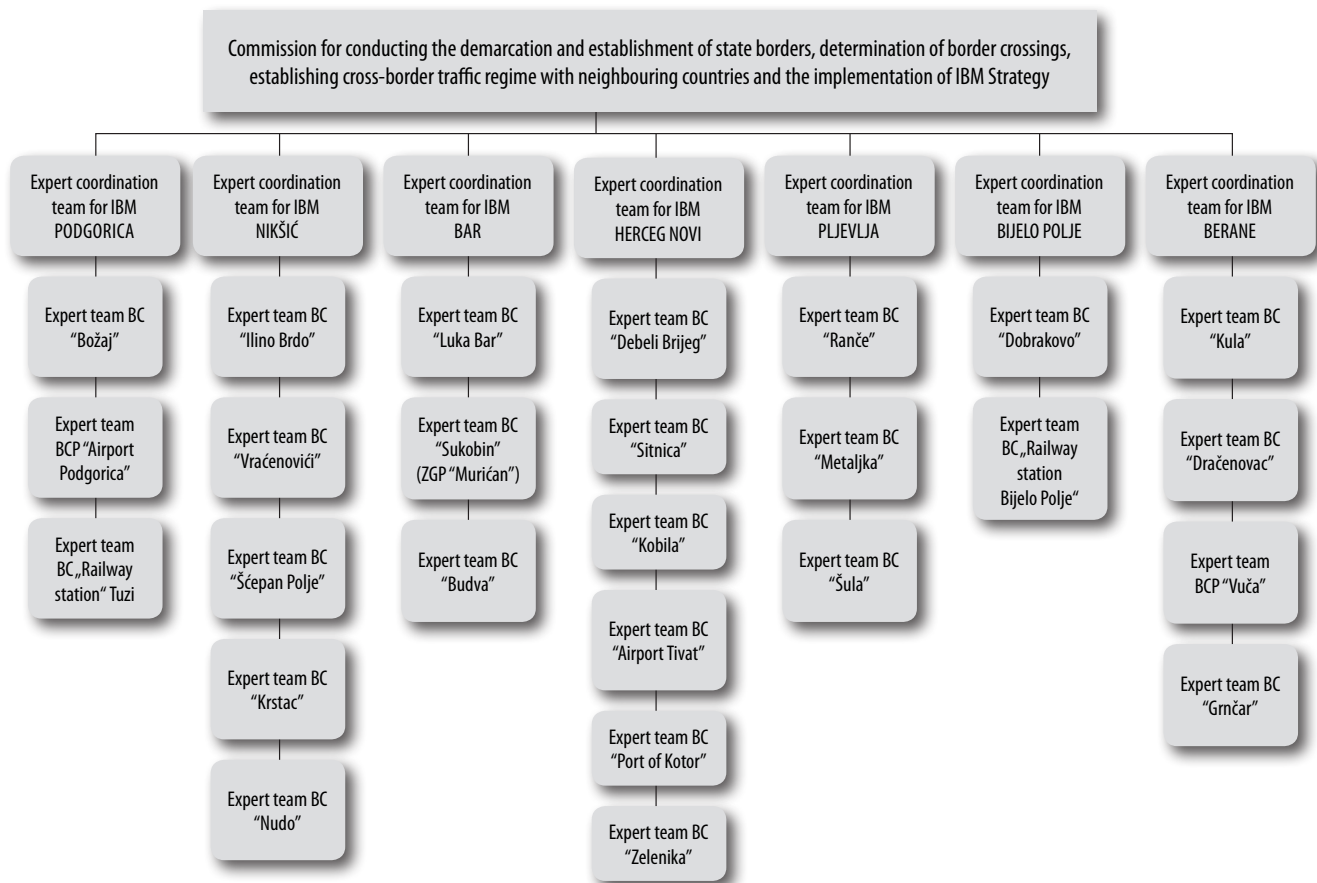 Commission for conducting the demarcation and establishment of state borders, determination of border crossings,
establishing cross-border traffic regime with neighbouring countries and the implementation of IBM Strategy
Expert coordination
team for IBM
PODGORICA
Expert team BC
“Božaj”
Expert team
BCP “Airport
Podgorica”
Expert team
BC „Railway
station“ Tuzi
Expert coordination
team for IBM
NIKŠIĆ
Expert team BC
“Ilino Brdo”
Expert team BC
“Vraćenovići”
Expert team BC
“Šćepan Polje”
Expert team BC
“Krstac”
Expert team BC
“Nudo”
Expert coordination
team for IBM
BAR
Expert team BC
“Luka Bar”
Expert team BC
“Sukobin”
(ZGP “Murićan”)
Expert team BC
“Budva”
Expert coordination
team for IBM
HERCEG NOVI
Expert team BC
“Debeli Brijeg”
Expert team BC
“Sitnica”
Expert team BC
“Kobila”
Expert team BC
“Airport Tivat”
Expert team BC
“Port of Kotor”
Expert team BC
“Zelenika”
Expert coordination
team for IBM
PLJEVLJA
Expert team BC
“Ranče”
Expert team BC
“Metaljka”
Expert team BC
“Šula”
Expert coordination
team for IBM
BIJELO POLJE
Expert team BC
“Dobrakovo”
Expert team
BC „Railway
station
Bijelo Polje“
Expert coordination
team for IBM
BERANE
Expert team BC
“Kula”
Expert team BC
“Dračenovac”
Expert team
BCP “Vuča”
Expert team BC
“Grnčar”